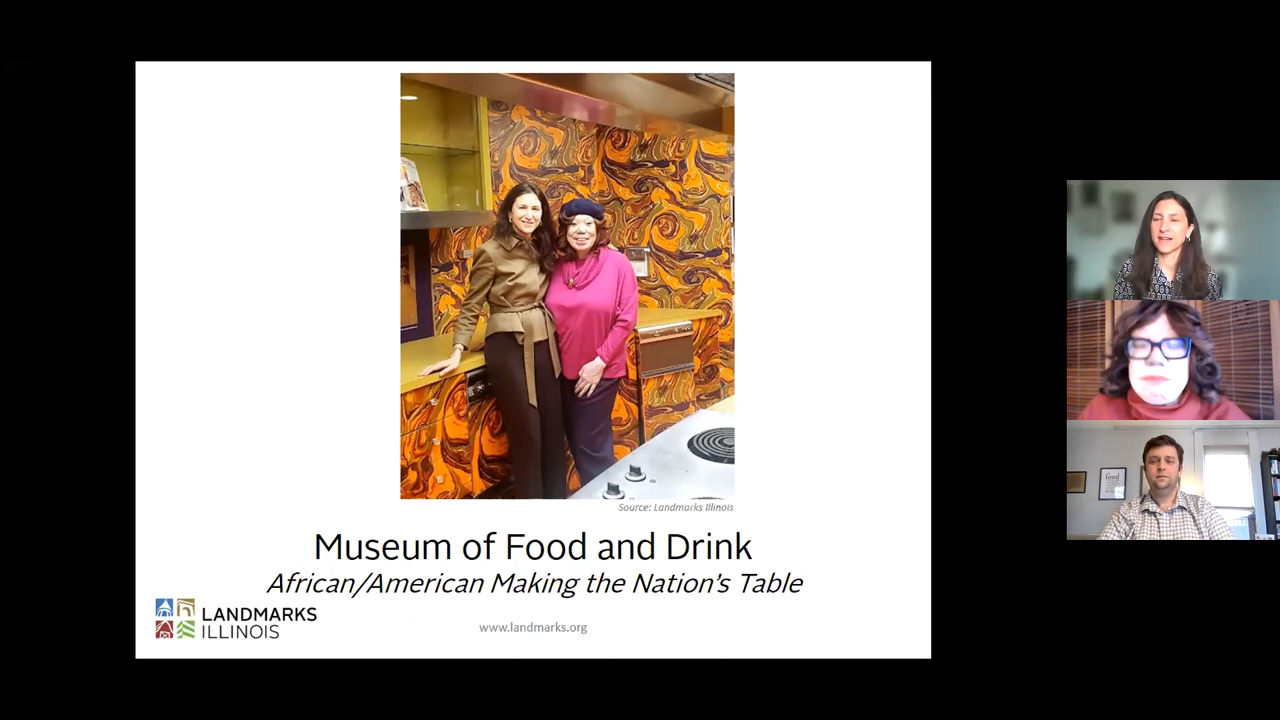 Source: Landmarks Illinois
Museum of Food and Drink
African/American Making the Nation's Table
LANDMARKS
ILLINOIS
www.landmarks.org
food